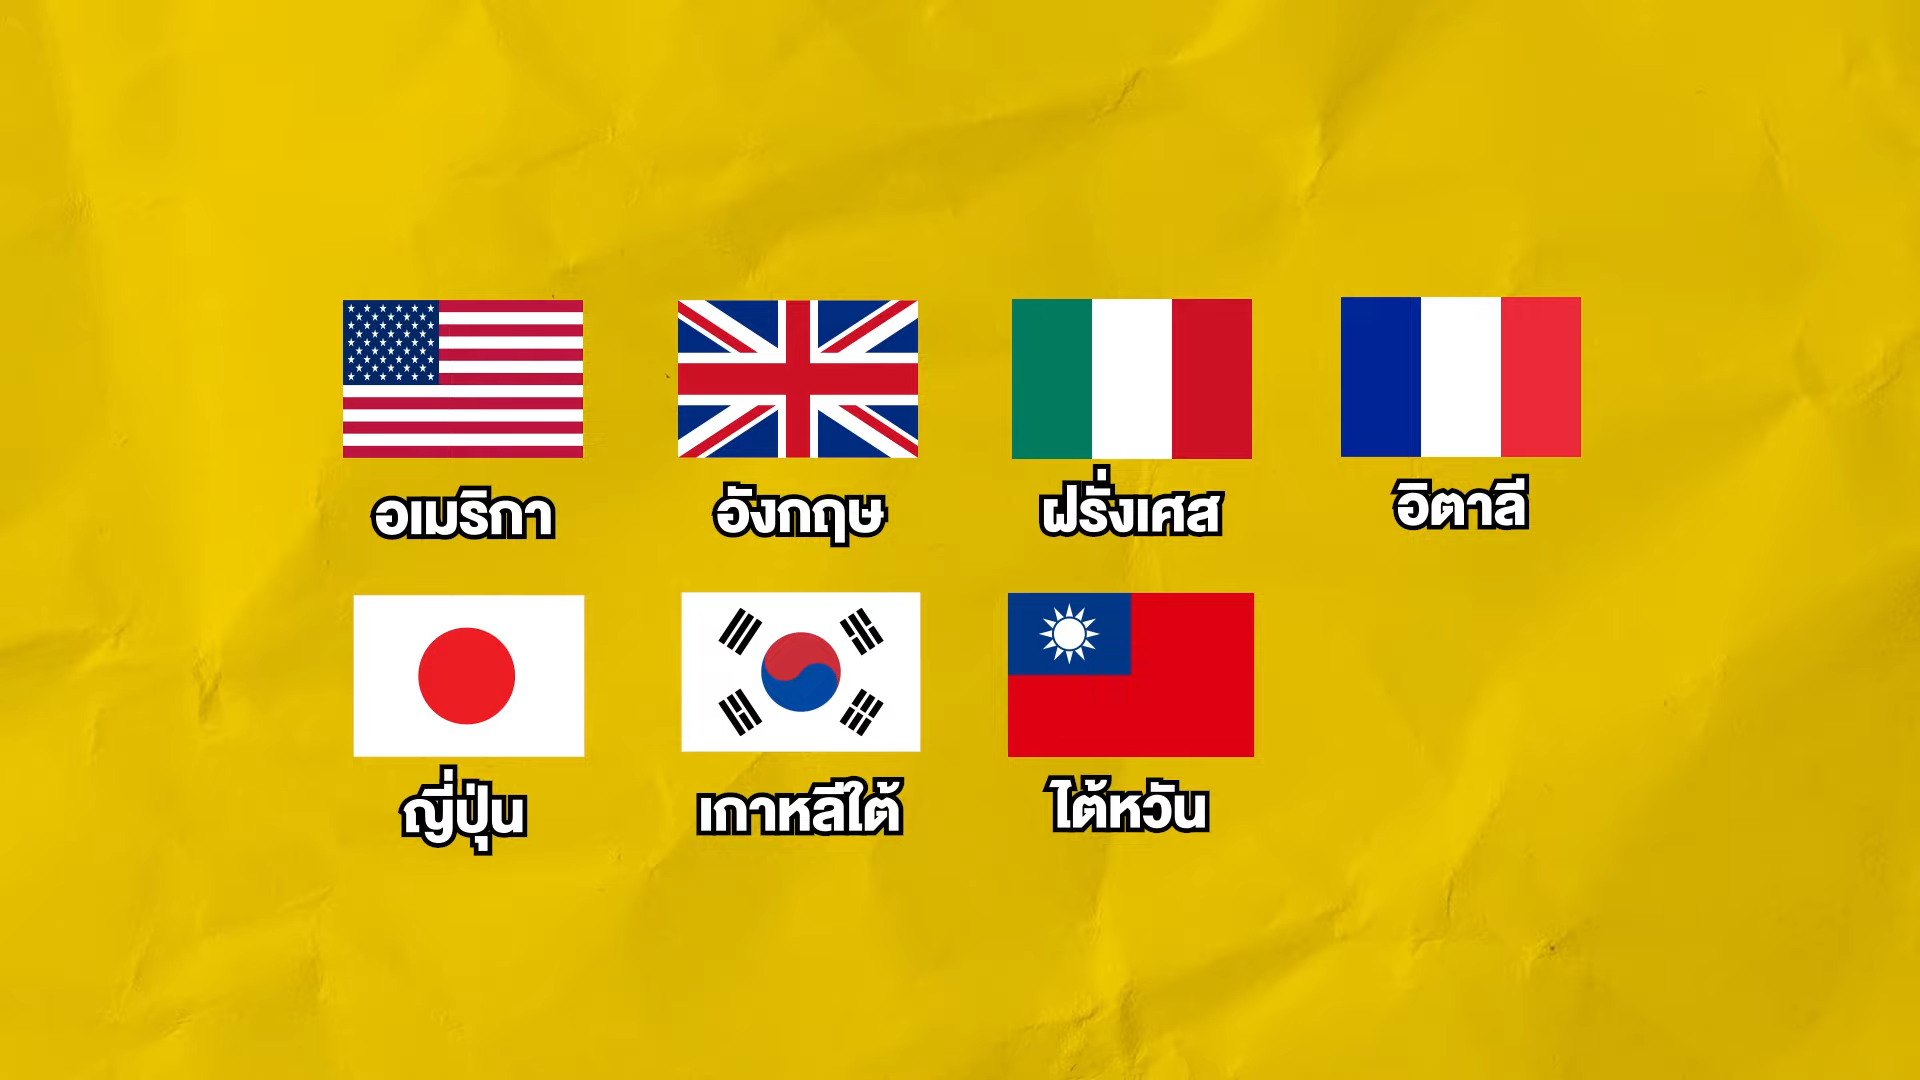 อเมริกา
อังกฤษ
ฝรั่งเศส
อิตาลี
ญี่ปุ่น
เกาหลีใต้
ไต้หวัน